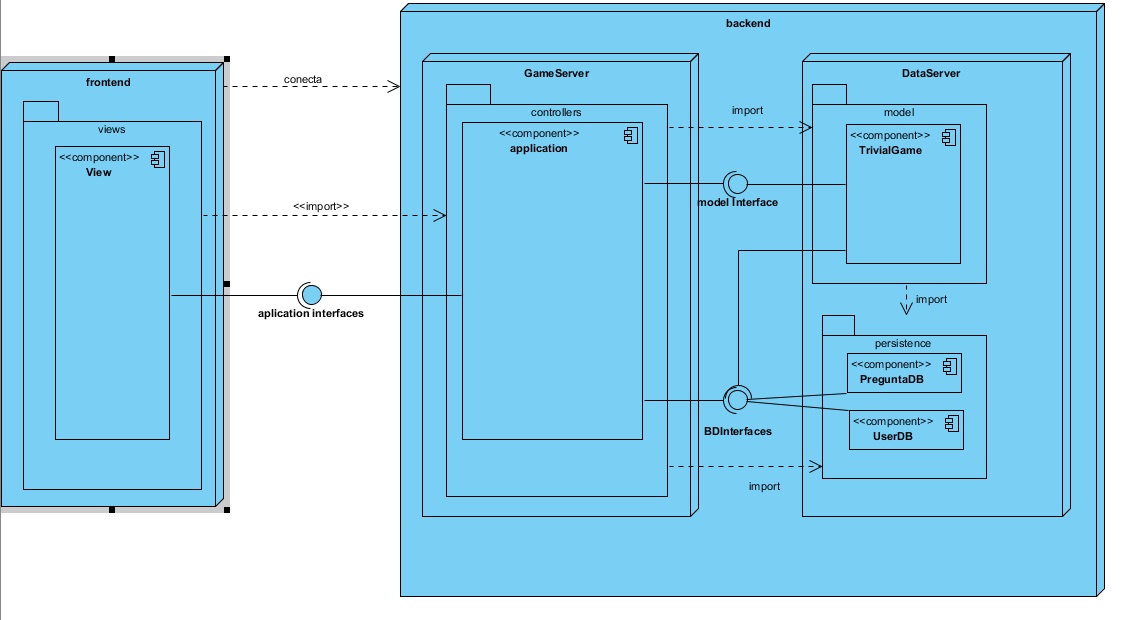 backend
frontend
views
<<component>>
View
conecta
<<import>>
aplication interfaces
GameServer
controllers
<<component>>
application
import
model Interface
BDInterfaces
import
DataServer
model
<<component>>
TrivialGame
import
persistence
<<component>>
PreguntaDB
<<component>>
UserDB